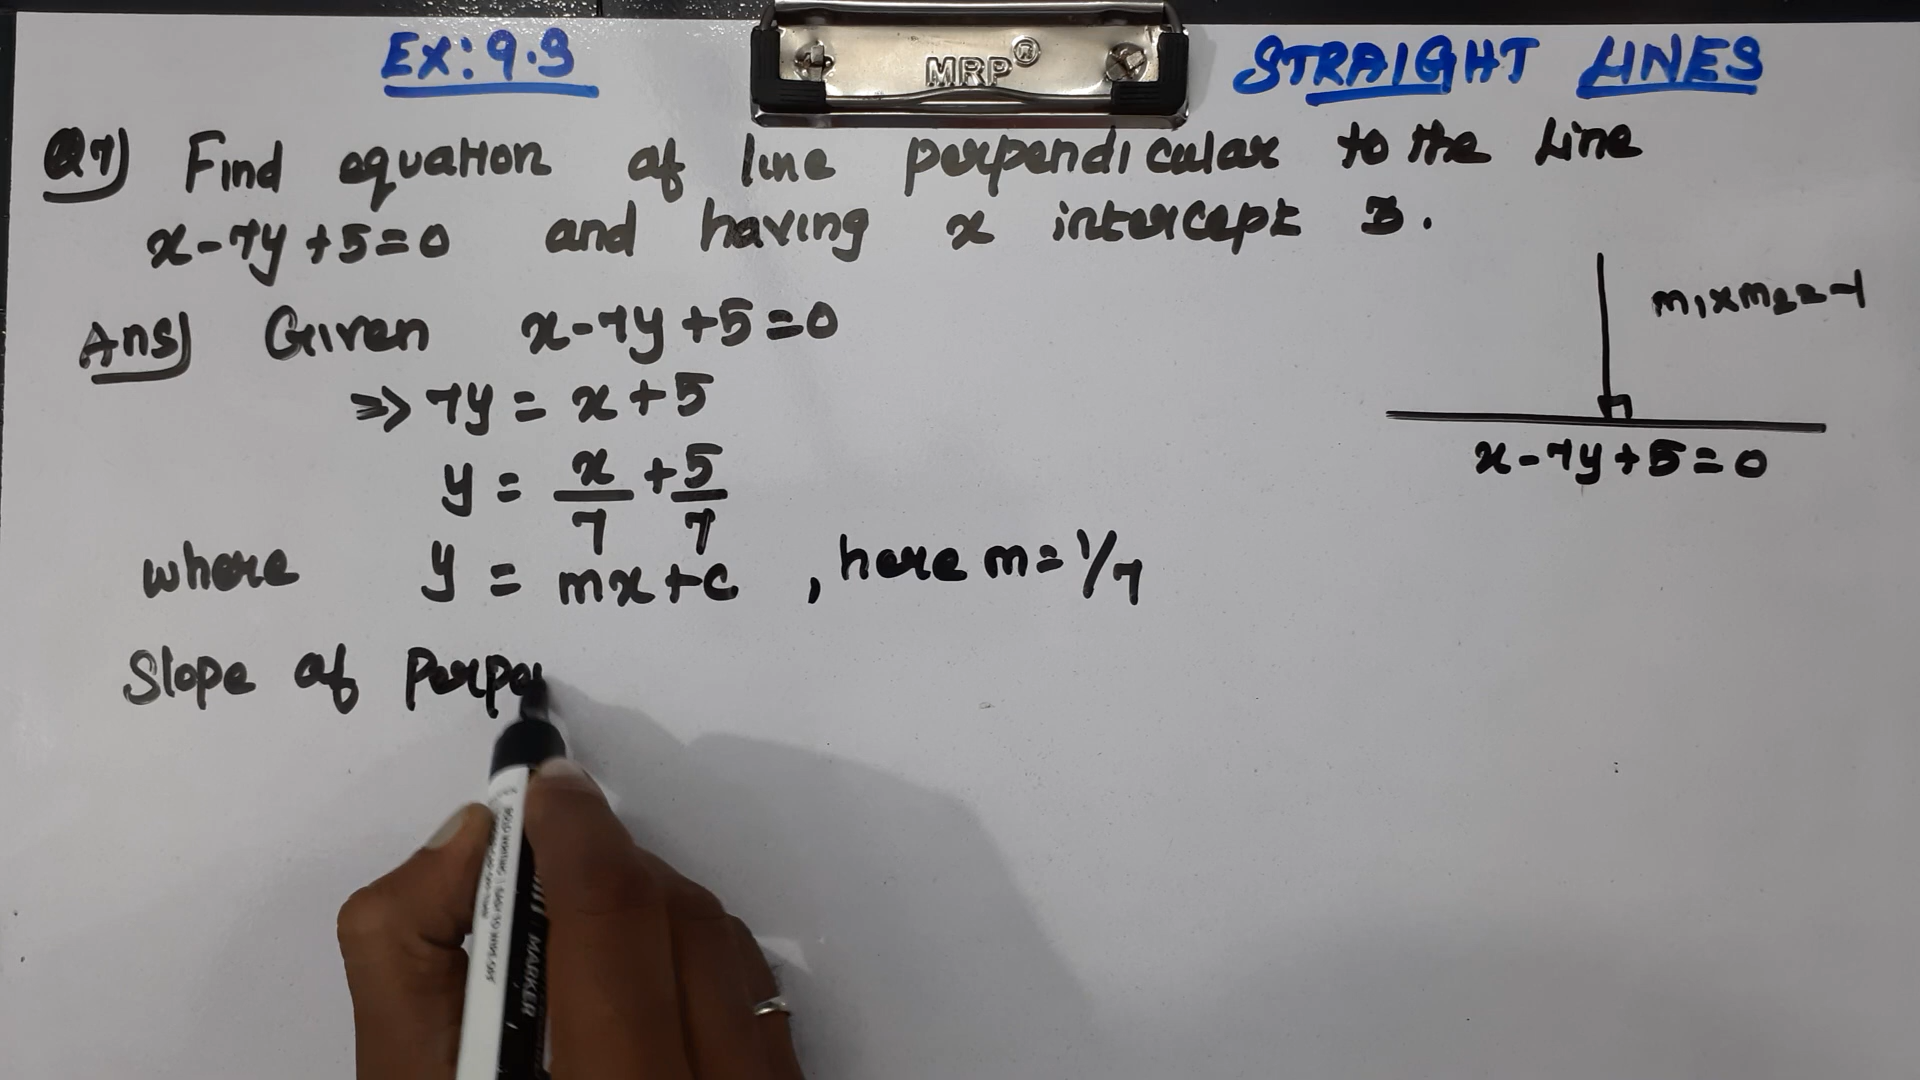 EX: 9.3
MRP®
STRAIGHT LINES
Q7) Find equation of line perpendicular to the line
x-7y+5=0 and having x intercept 3.
Ans) Given x-7y+5=0
=> 7y = x+5
y = x/7 + 5/7
where y = mx+c , here m=1/7
Slope of Perpe
m1xm2=-1
x-7y+5=0
MARKER